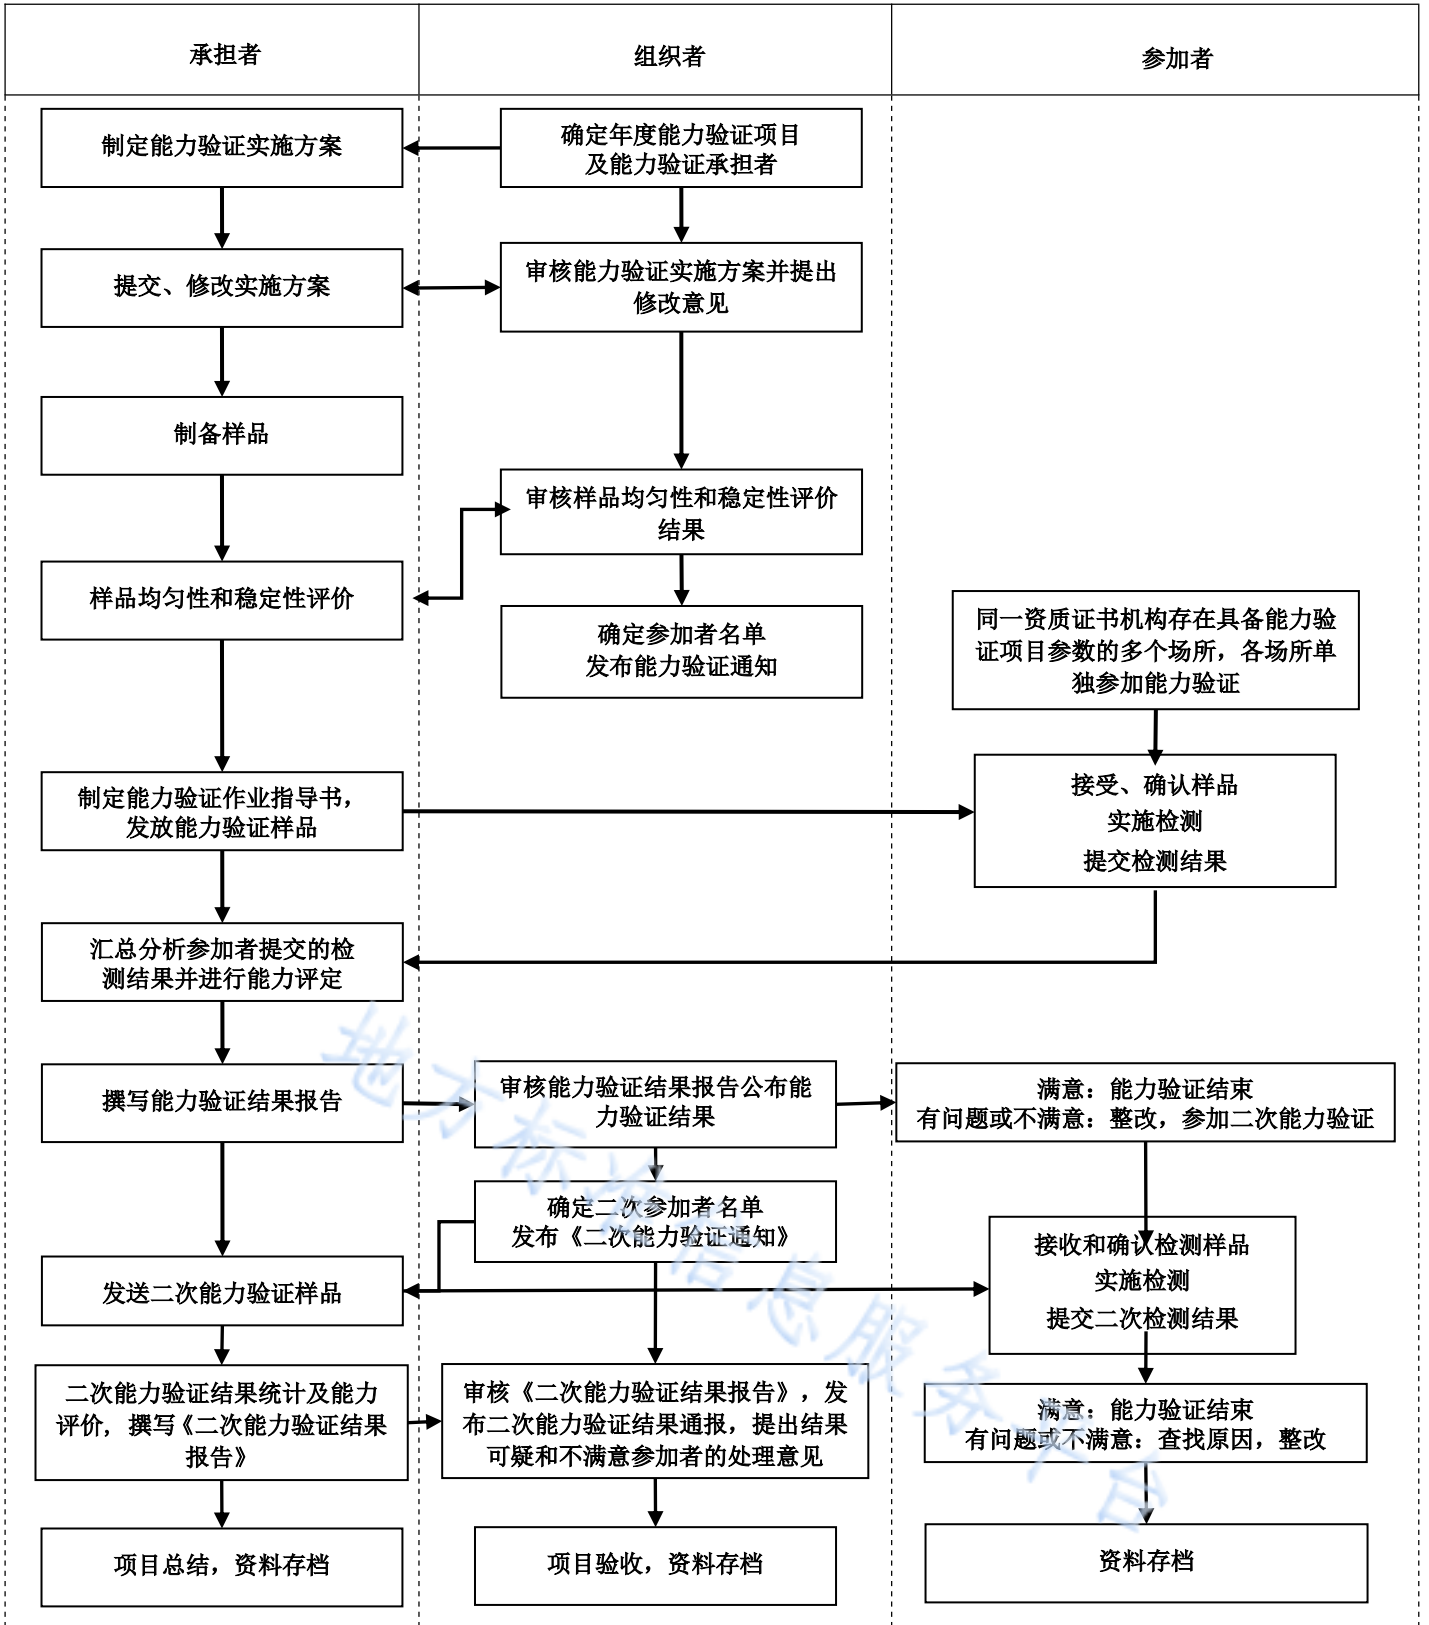 承担者
组织者
参加者
制定能力验证实施方案
确定年度能力验证项目
及能力验证承担者
提交、修改实施方案
审核能力验证实施方案并提出
修改意见
制备样品
审核样品均匀性和稳定性评价
结果
样品均匀性和稳定性评价
确定参加者名单
发布能力验证通知
同一资质证书机构存在具备能力验
证项目参数的多个场所，各场所单
独参加能力验证
制定能力验证作业指导书，
发放能力验证样品
接受、确认样品
实施检测
提交检测结果
汇总分析参加者提交的检
测结果并进行能力评定
撰写能力验证结果报告
审核能力验证结果报告公布能
力验证结果
满意：能力验证结束
有问题或不满意：整改，参加二次能力验证
确定二次参加者名单
发布《二次能力验证通知》
发送二次能力验证样品
接收和确认检测样品
实施检测
提交二次检测结果
二次能力验证结果统计及能力
评价，撰写《二次能力验证结果
报告》
审核《二次能力验证结果报告》，发
布二次能力验证结果通报，提出结果
可疑和不满意参加者的处理意见
满意：能力验证结束
有问题或不满意：查找原因，整改
项目总结，资料存档
项目验收，资料存档
资料存档
地方标准信息服务平台